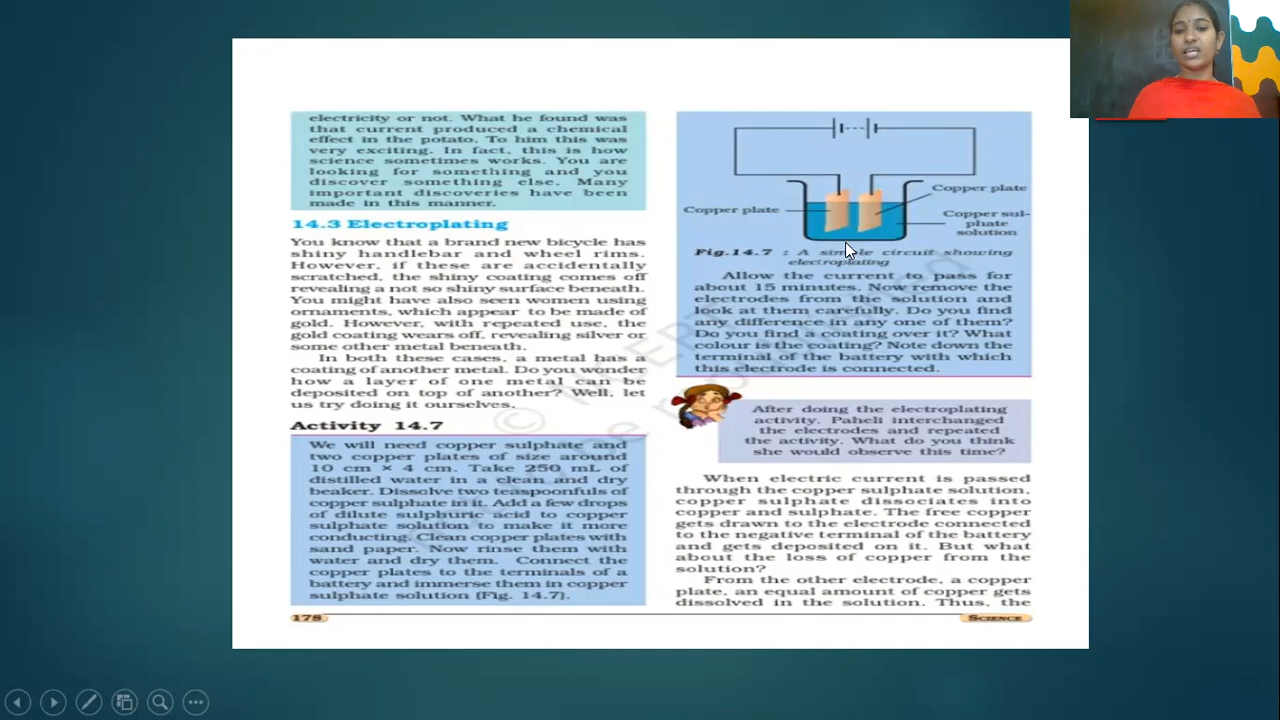 electricity or not. What he found was
that current produced a chemical
effect in the potato. To him this was
very exciting. In fact, this is how
science sometimes works. You are
looking for something and you
discover something else. Many
important discoveries have been
made in this manner.
14.3 Electroplating
You know that a brand new bicycle has
shiny handlebar and wheel rims.
However, if these are accidentally
scratched, the shiny coating comes off
revealing a not so shiny surface beneath.
You might have also seen women using
ornaments, which appear to be made of
gold. However, with repeated use, the
gold coating wears off, revealing silver or
some other metal beneath.
In both these cases, a metal has a
coating of another metal. Do you wonder
how a layer of one metal can be
deposited on top of another? Well, let
us try doing it ourselves.
Activity 14.7
We will need copper sulphate and
two copper plates of size around
10 cm × 4 cm. Take 250 mL of
distilled water in a clean and dry
beaker. Dissolve two teaspoonfuls of
copper sulphate in it. Add a few drops
of dilute sulphuric acid to copper
sulphate solution to make it more
conducting. Clean copper plates with
sand paper. Now rinse them with
water and dry them. Connect the
copper plates to the terminals of a
battery and immerse them in copper
sulphate solution (Fig. 14.7).
178
Copper plate
Copper plate
Copper sul-
phate
solution
Fig.14.7 : A simple circuit showing
electroplating
Allow the current to pass for
about 15 minutes. Now remove the
electrodes from the solution and
look at them carefully. Do you find
any difference in any one of them?
Do you find a coating over it? What
colour is the coating? Note down the
terminal of the battery with which
this electrode is connected.
After doing the electroplating
activity, Paheli interchanged
the electrodes and repeated
the activity. What do you think
she would observe this time?
When electric current is passed
through the copper sulphate solution,
copper sulphate dissociates into
copper and sulphate. The free copper
gets drawn to the electrode connected
to the negative terminal of the battery
and gets deposited on it. But what
about the loss of copper from the
solution?
From the other electrode, a copper
plate, an equal amount of copper gets
dissolved in the solution. Thus, the
SCIENCE